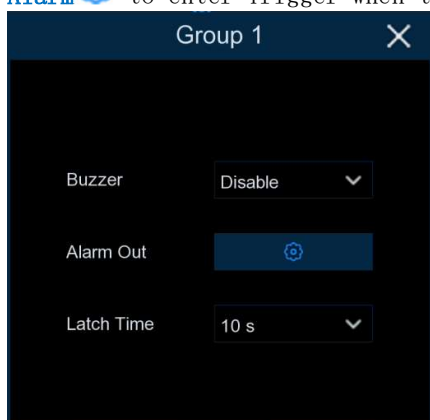 Alarm to enter Trigger when t
Group 1
Buzzer Disable
Alarm Out
Latch Time 10 s